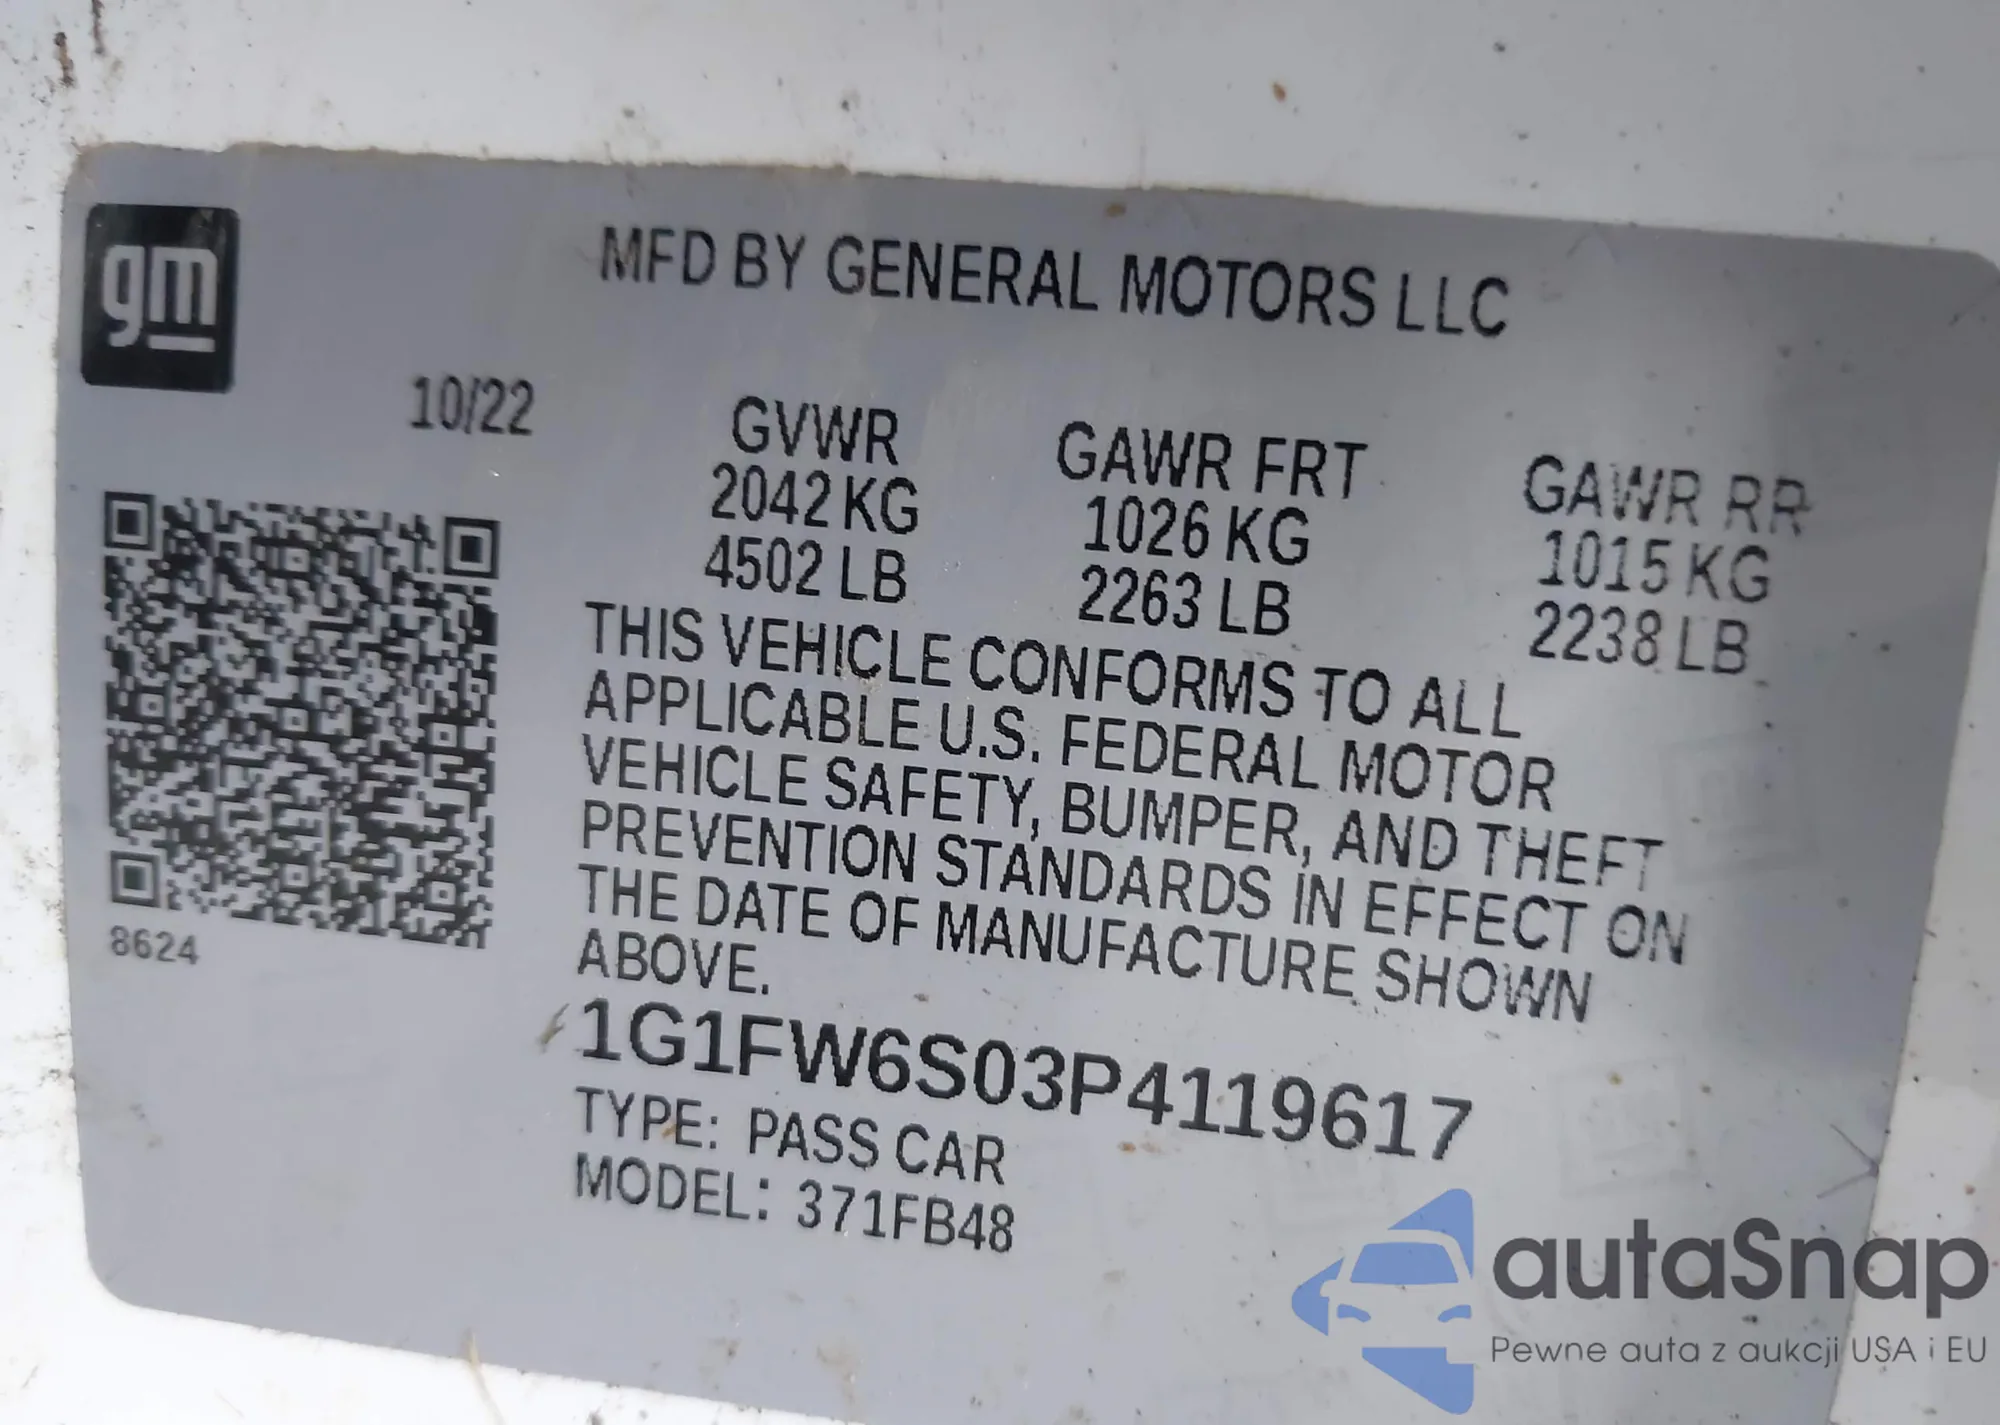 gm
MFD BY GENERAL MOTORS LLC
10/22
GVWR
2042 KG
4502 LB
GAWR FRT
1026 KG
2263 LB
GAWR RR
1015 KG
2238 LB
THIS VEHICLE CONFORMS TO ALL
APPLICABLE U.S. FEDERAL MOTOR
VEHICLE SAFETY, BUMPER, AND THEFT
PREVENTION STANDARDS IN EFFECT ON
THE DATE OF MANUFACTURE SHOWN
ABOVE.
8624
1G1FW6S03P4119617
TYPE: PASS CAR
MODEL: 371FB48
autaSnap
Pewne auta z aukcji USA i EU